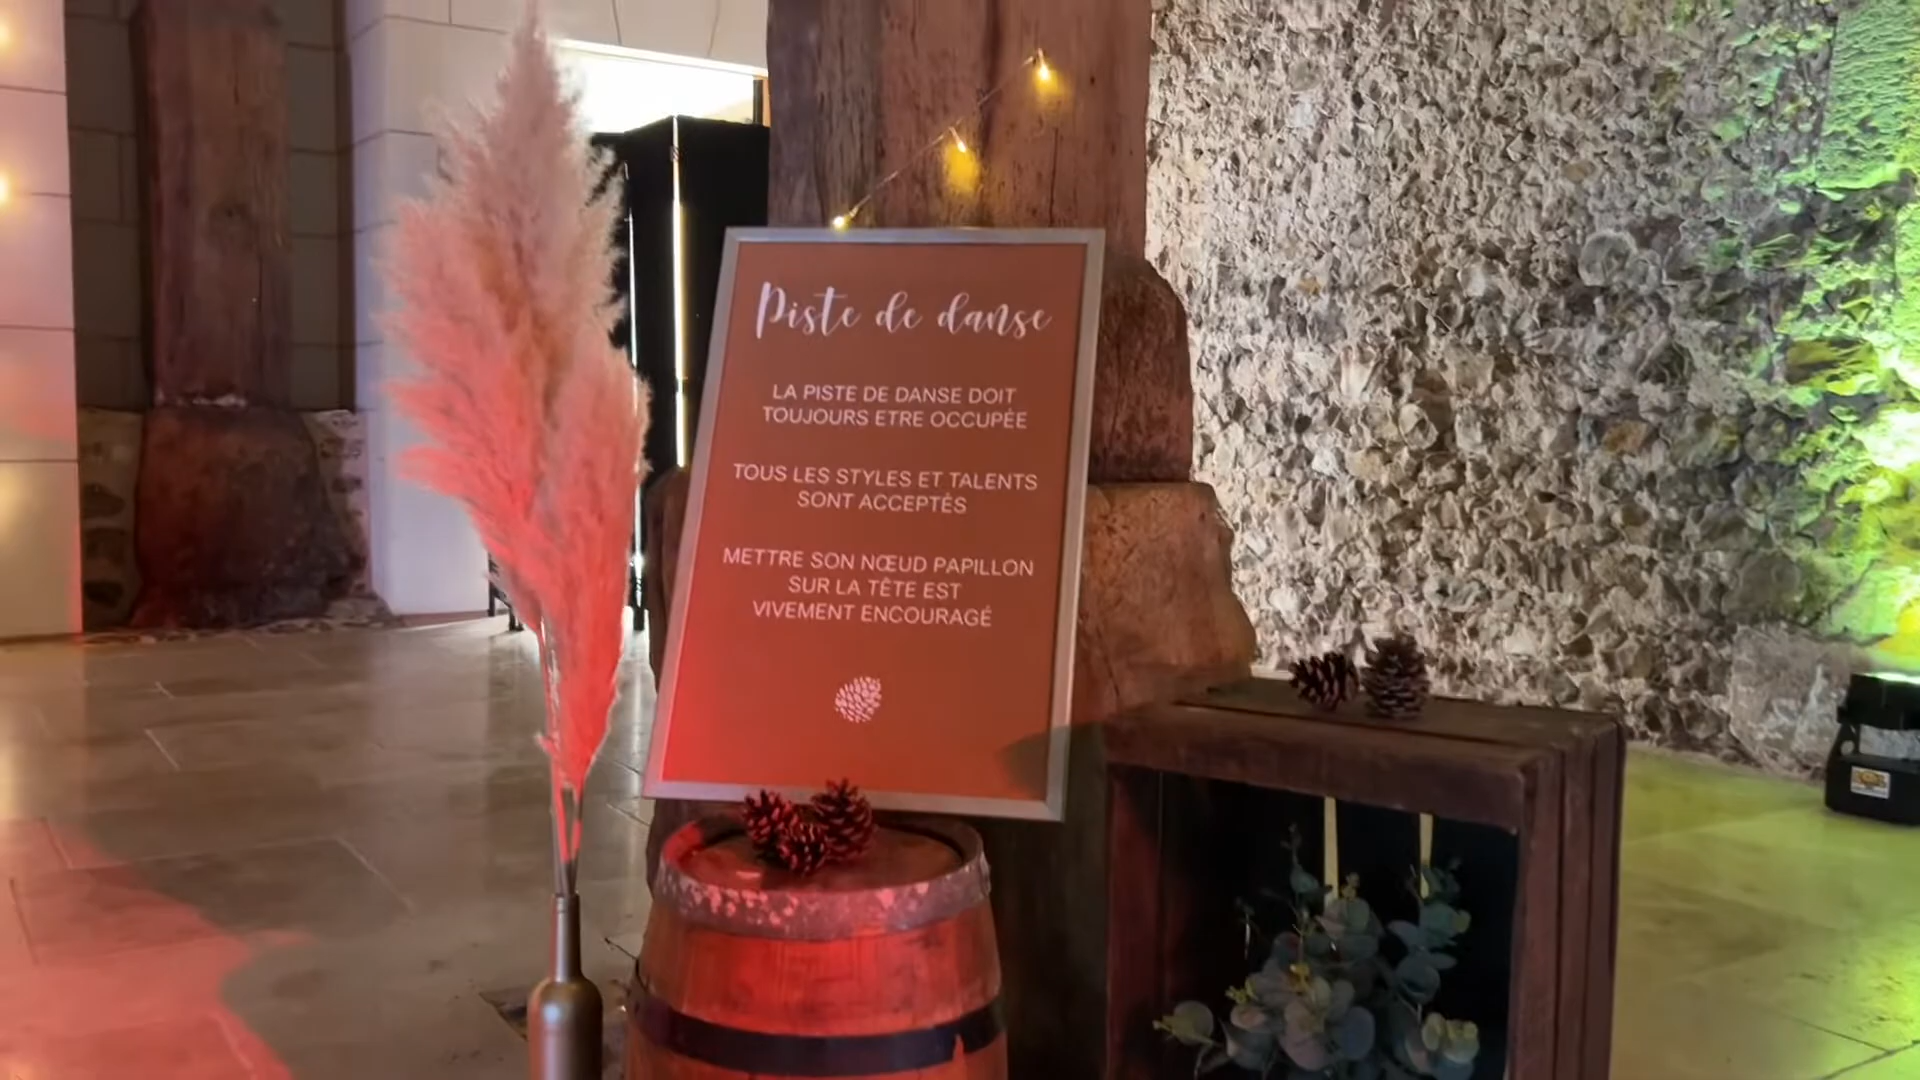 Piste de danse
LA PISTE DE DANSE DOIT
TOUJOURS ETRE OCCUPÉE
TOUS LES STYLES ET TALENTS
SONT ACCEPTÉS
METTRE SON NŒUD PAPILLON
SUR LA TÊTE EST
VIVEMENT ENCOURAGÉ